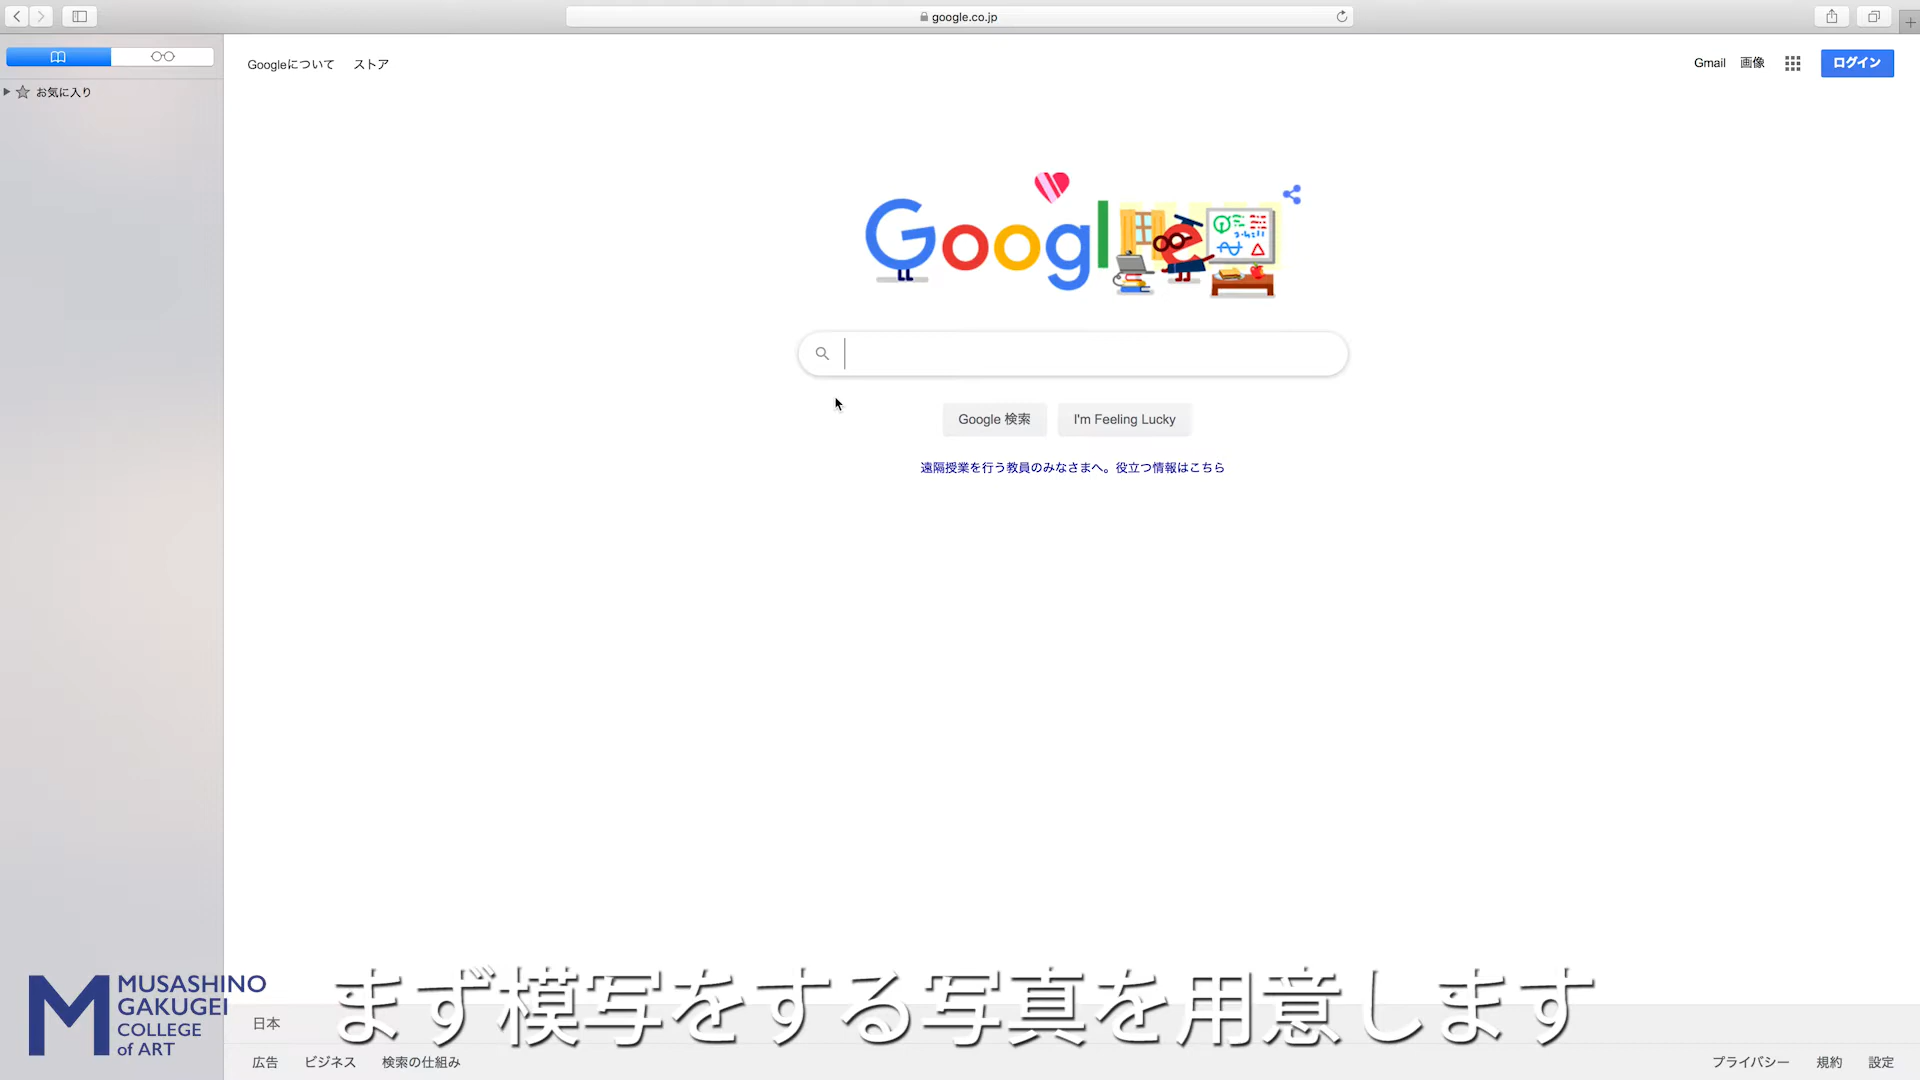 google.co.jp
Googleについて ストア
Gmail 画像 ログイン
お気に入り
Google
Google 検索
I'm Feeling Lucky
遠隔授業を行う教員のみなさまへ。役立つ情報はこちら
MUSASHINO
GAKUGEI
COLLEGE
of ART
まず模写をする写真を用意します
日本
広告 ビジネス 検索の仕組み
プライバシー 規約 設定